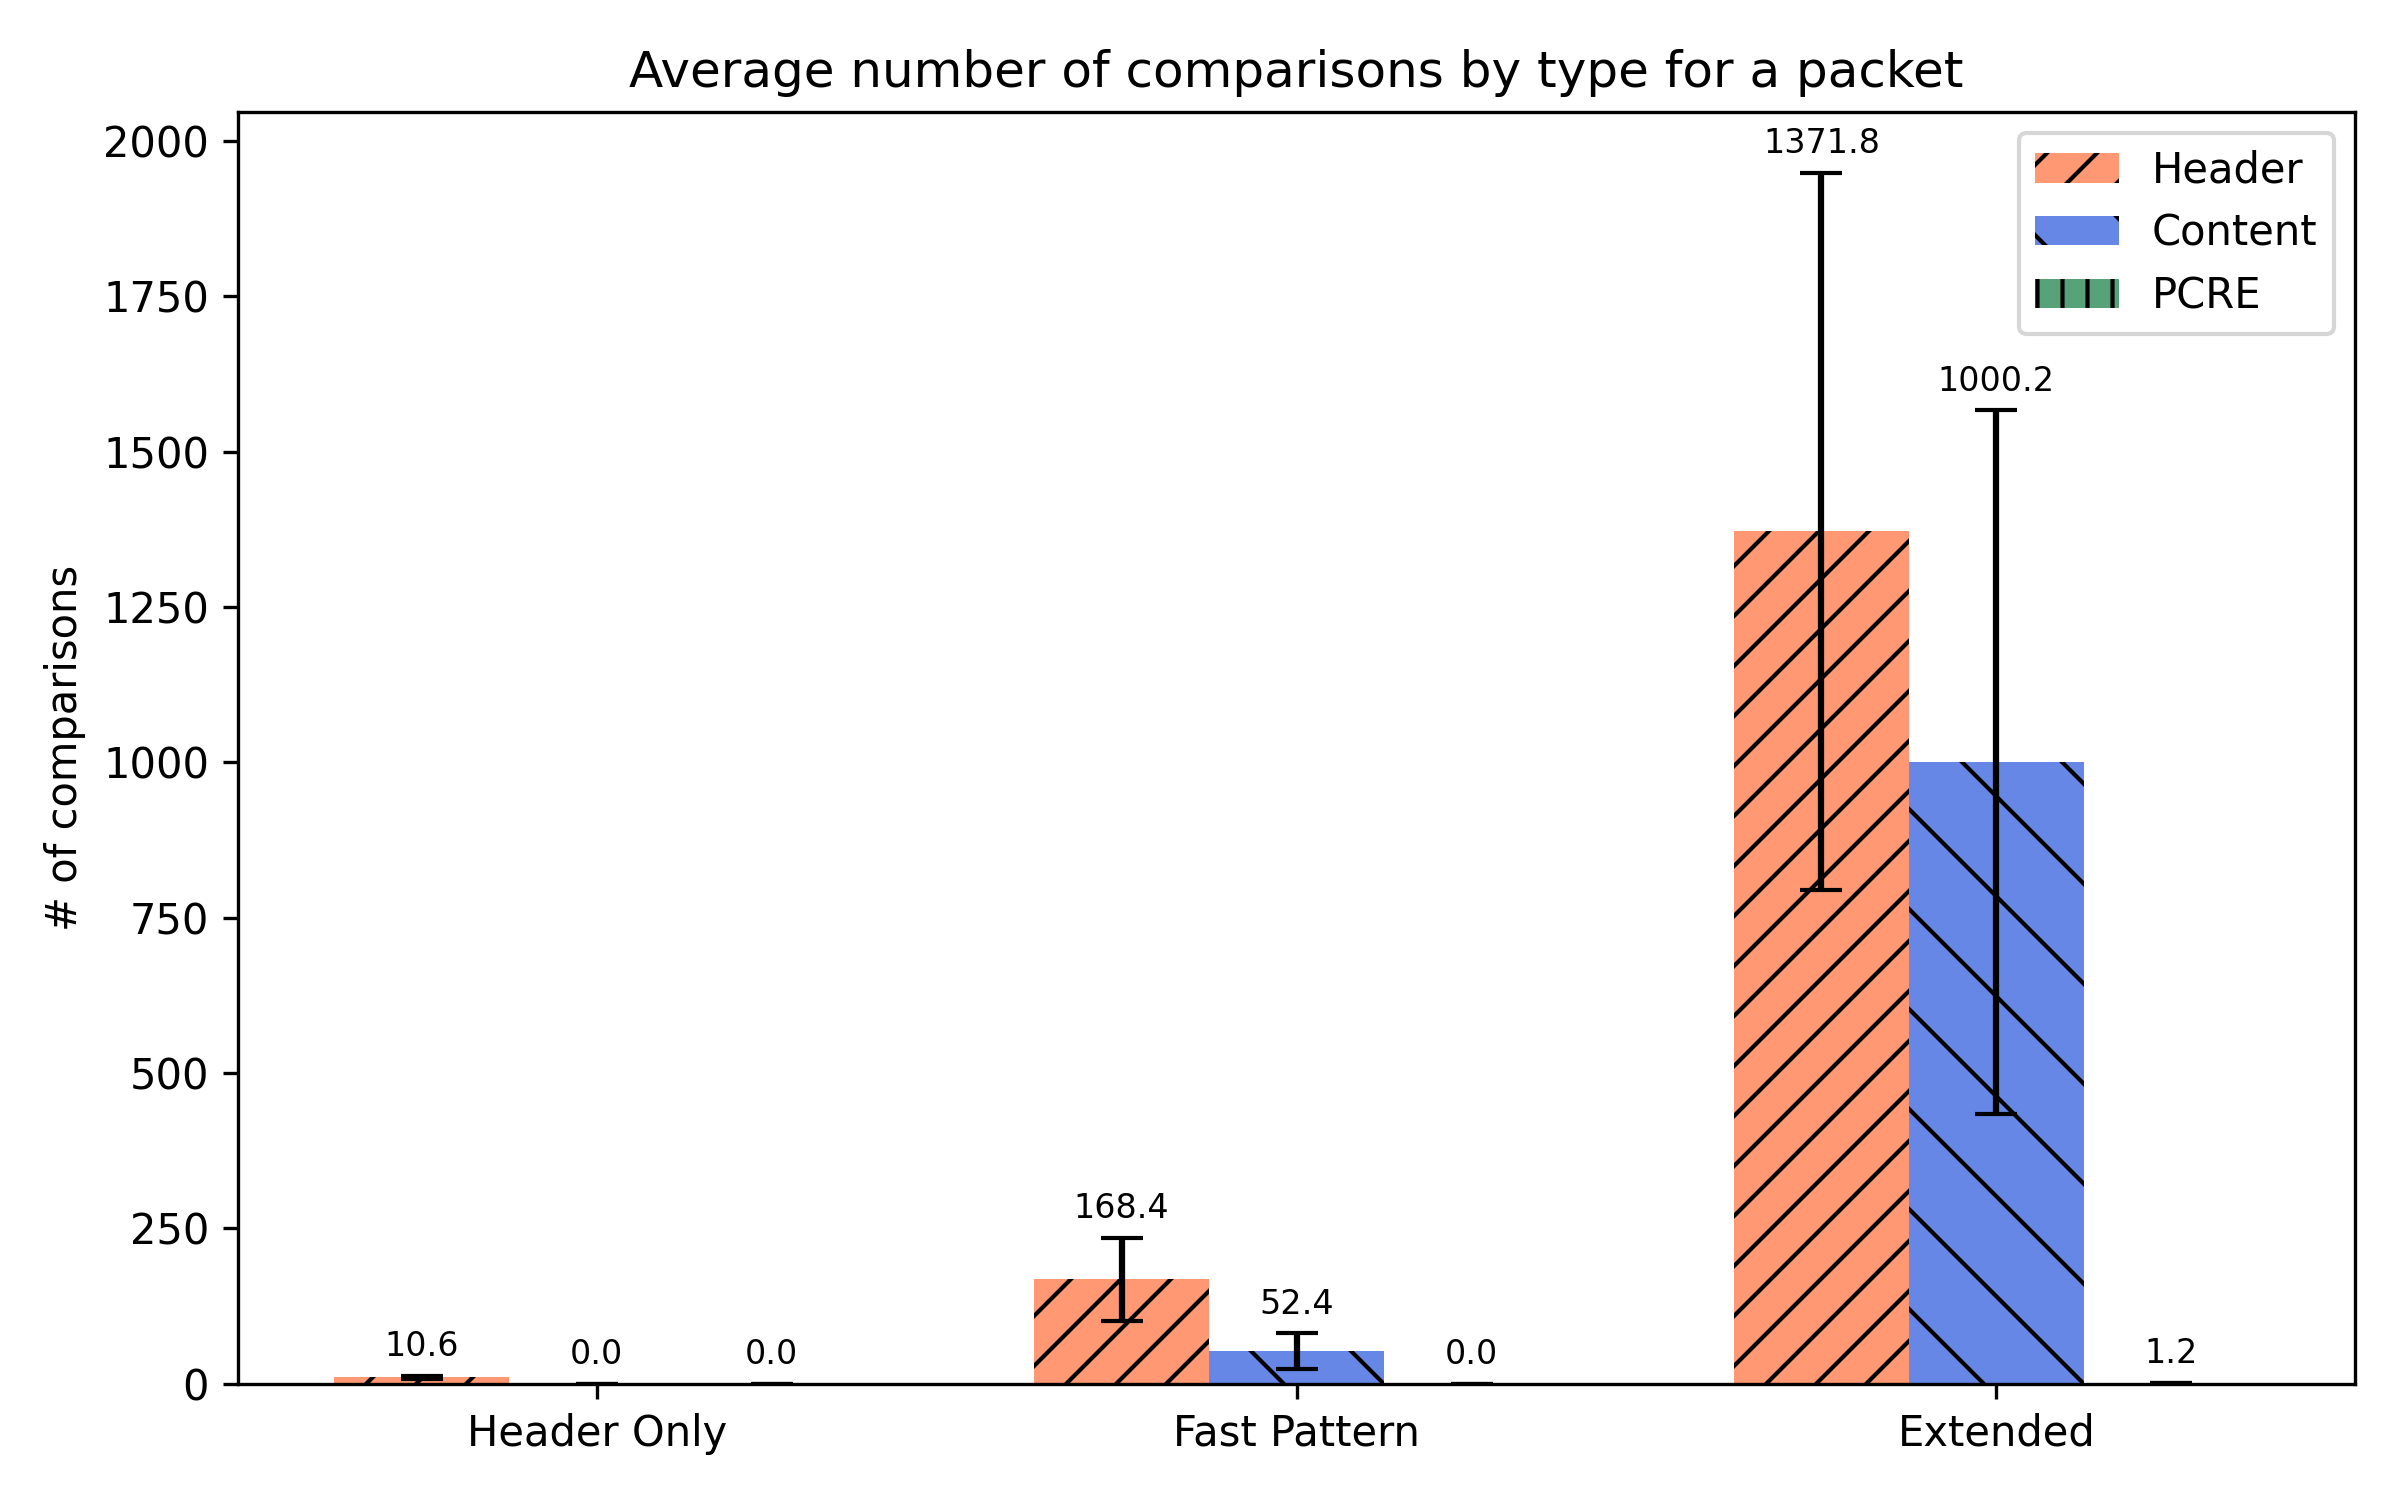 Average number of comparisons by type for a packet
# of comparisons
2000
1750
1500
1250
1000
750
500
250
0
1371.8
1000.2
168.4
52.4
10.6
0.0
0.0
0.0
1.2
Header
Content
PCRE
Header Only
Fast Pattern
Extended